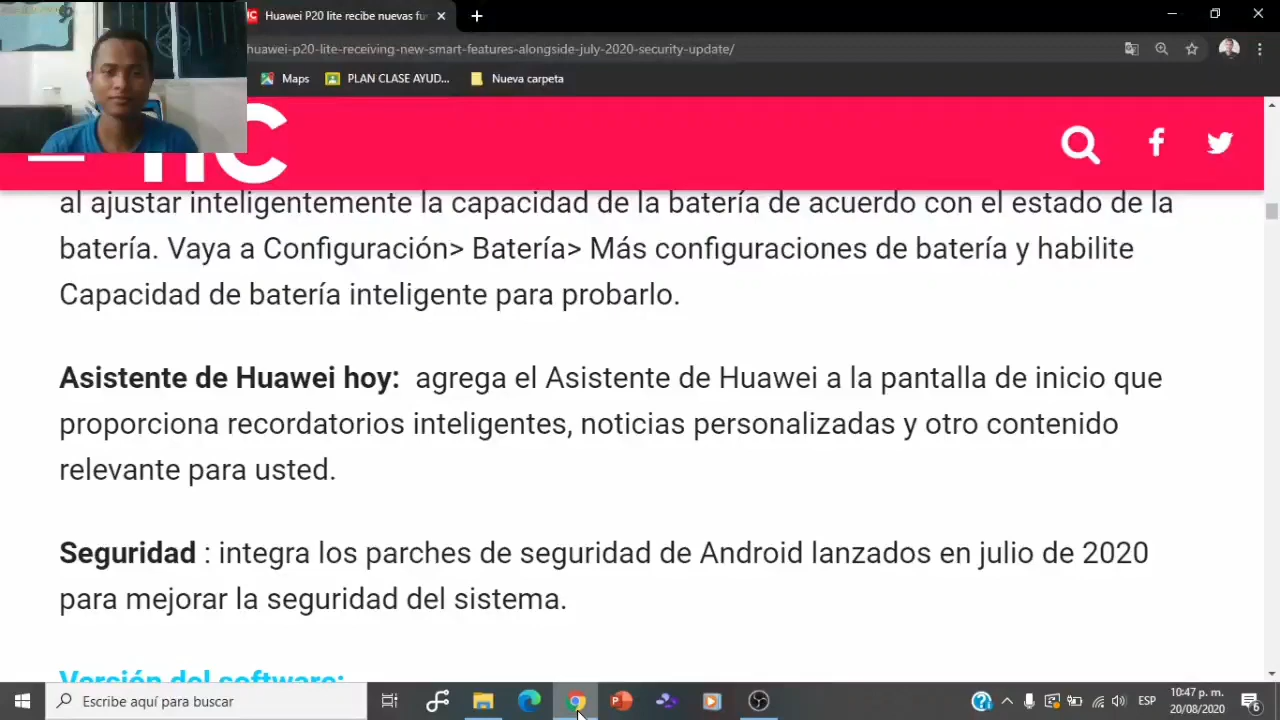 Huawei P20 lite recibe nuevas fu
huawei-p20-lite-receiving-new-smart-features-alongside-july-2020-security-update/
Maps
PLAN CLASE AYUD...
Nueva carpeta
al ajustar inteligentemente la capacidad de la batería de acuerdo con el estado de la
batería. Vaya a Configuración> Batería> Más configuraciones de batería y habilite
Capacidad de batería inteligente para probarlo.
Asistente de Huawei hoy: agrega el Asistente de Huawei a la pantalla de inicio que
proporciona recordatorios inteligentes, noticias personalizadas y otro contenido
relevante para usted.
Seguridad : integra los parches de seguridad de Android lanzados en julio de 2020
para mejorar la seguridad del sistema.
Versión del software:
Escribe aquí para buscar
ESP
10:47 p. m.
20/08/2020
6